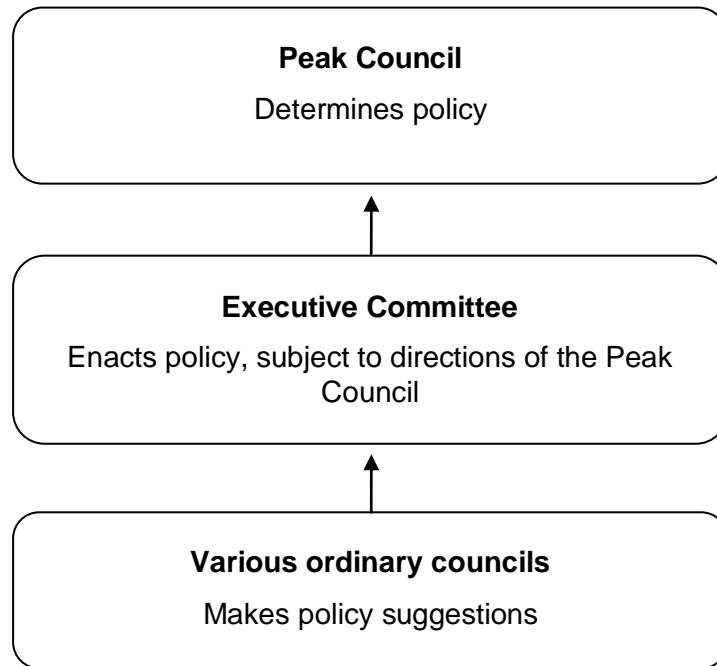 Peak Council
Determines policy
Executive Committee
Enacts policy, subject to directions of the Peak
Council
Various ordinary councils
Makes policy suggestions